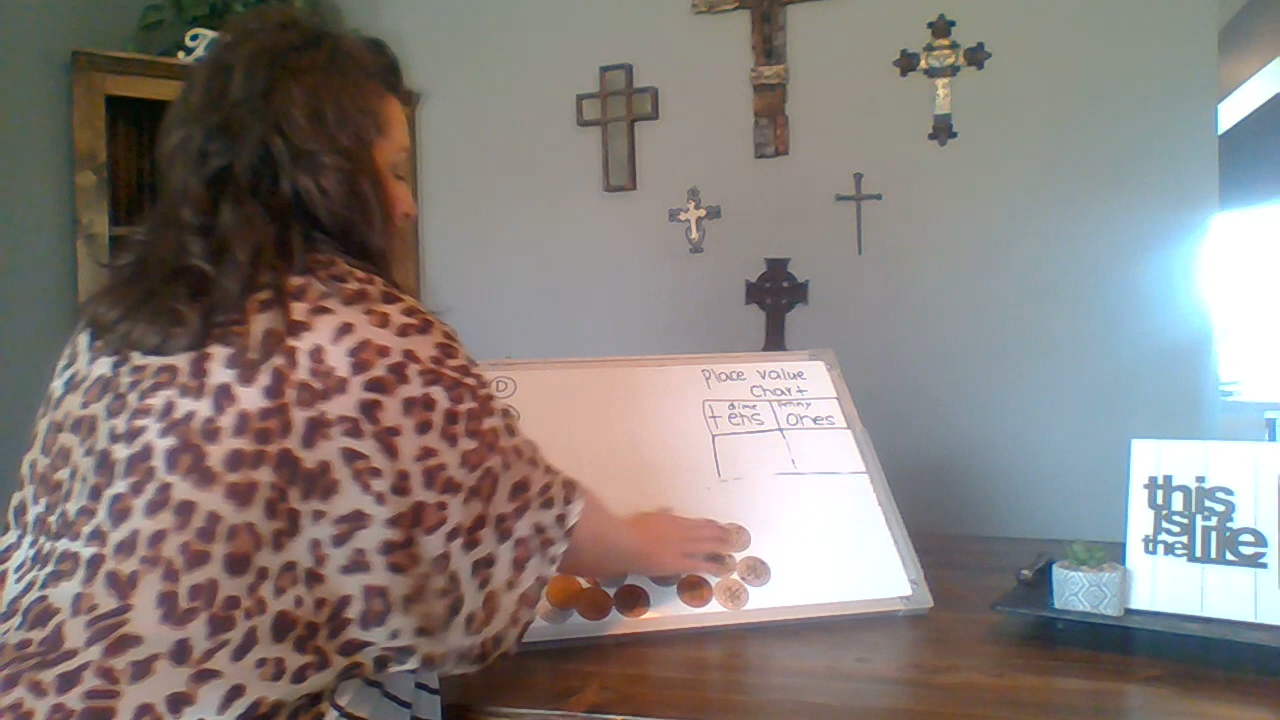 D
Place value
Chart
dime penny
tens ones
this
is
the life